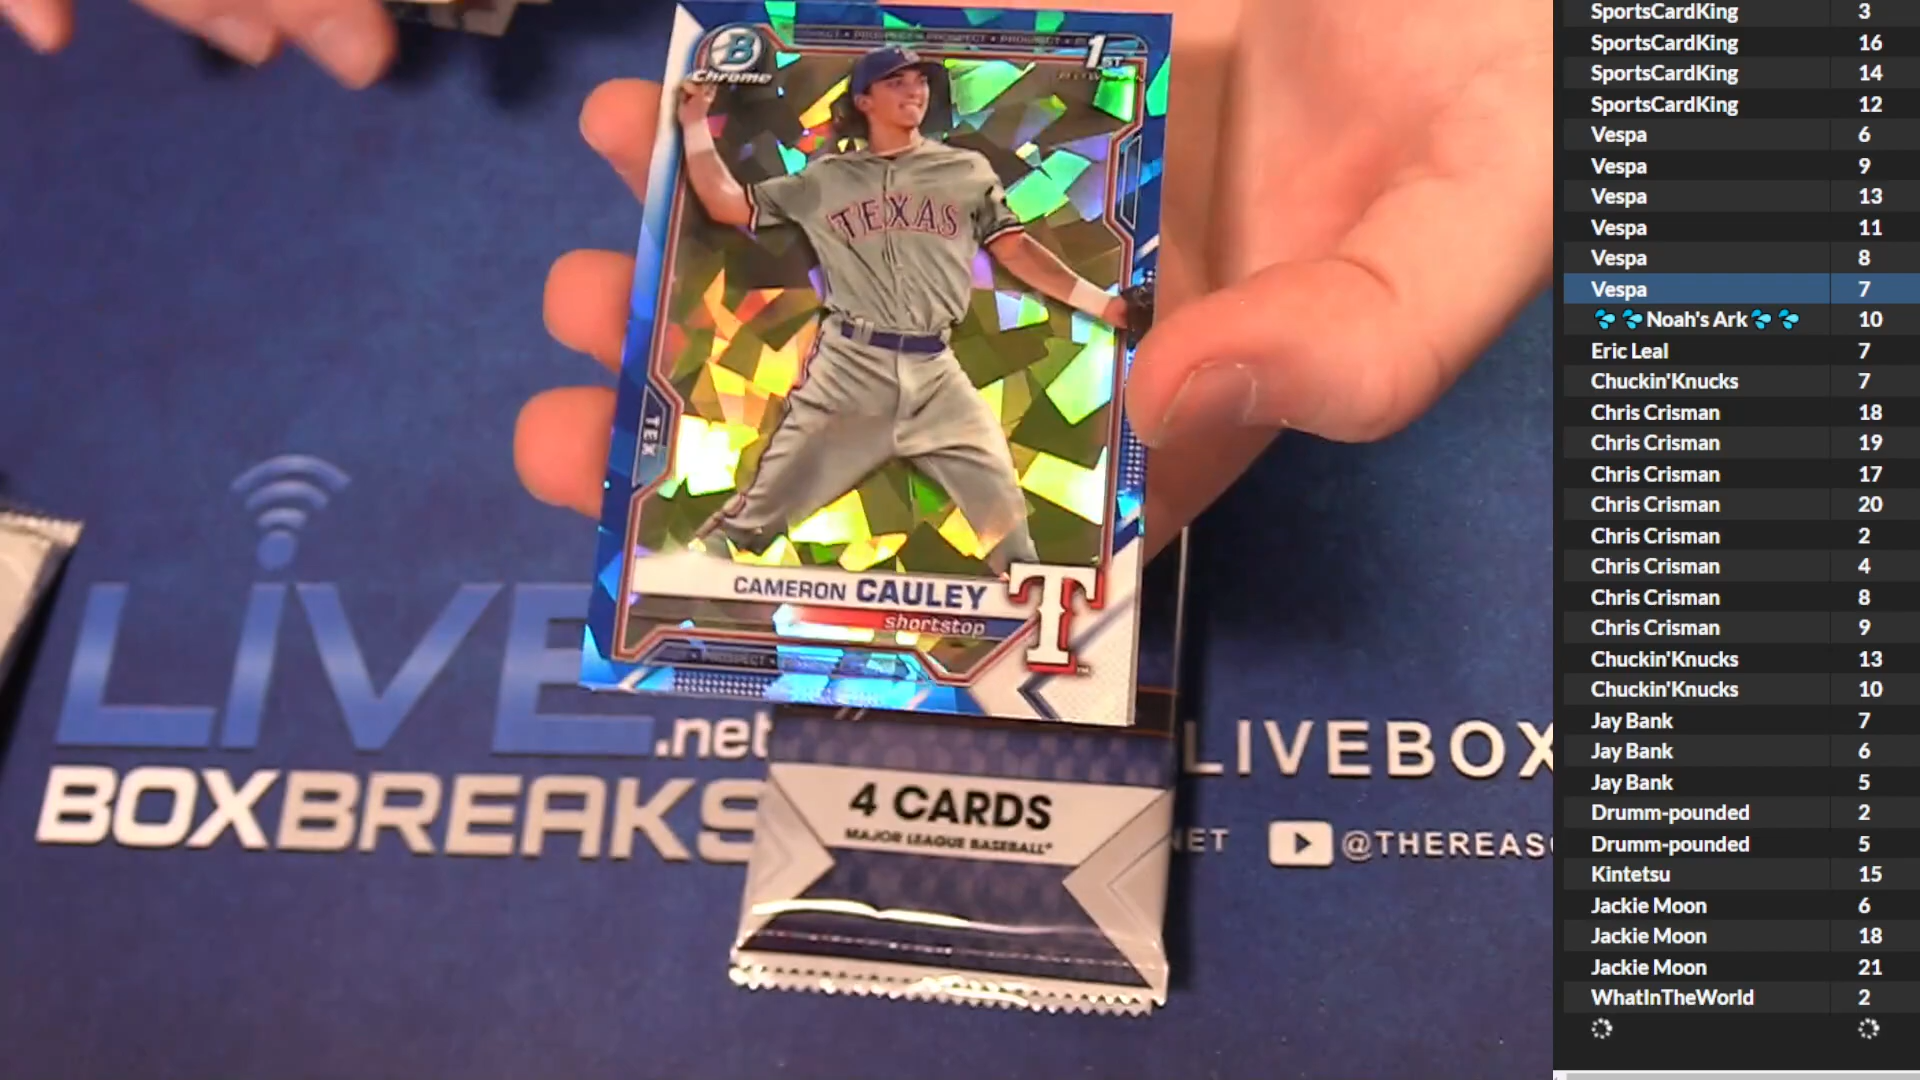 B
Chrome
PROSPECT • PROSPECT • PROSPECT
1ST
TEXAS
TEX
CAMERON CAULEY
shortstop
T
PROSPECT
LIVE.net
BOXBREAKS
4 CARDS
MAJOR LEAGUE BASEBALL
LIVEBOX
NET
@THEREAS
SportsCardKing 3
SportsCardKing 16
SportsCardKing 14
SportsCardKing 12
Vespa 6
Vespa 9
Vespa 13
Vespa 11
Vespa 8
Vespa 7
💦💦Noah's Ark💦💦 10
Eric Leal 7
Chuckin'Knucks 7
Chris Crisman 18
Chris Crisman 19
Chris Crisman 17
Chris Crisman 20
Chris Crisman 2
Chris Crisman 4
Chris Crisman 8
Chris Crisman 9
Chuckin'Knucks 13
Chuckin'Knucks 10
Jay Bank 7
Jay Bank 6
Jay Bank 5
Drumm-pounded 2
Drumm-pounded 5
Kintetsu 15
Jackie Moon 6
Jackie Moon 18
Jackie Moon 21
WhatInTheWorld 2